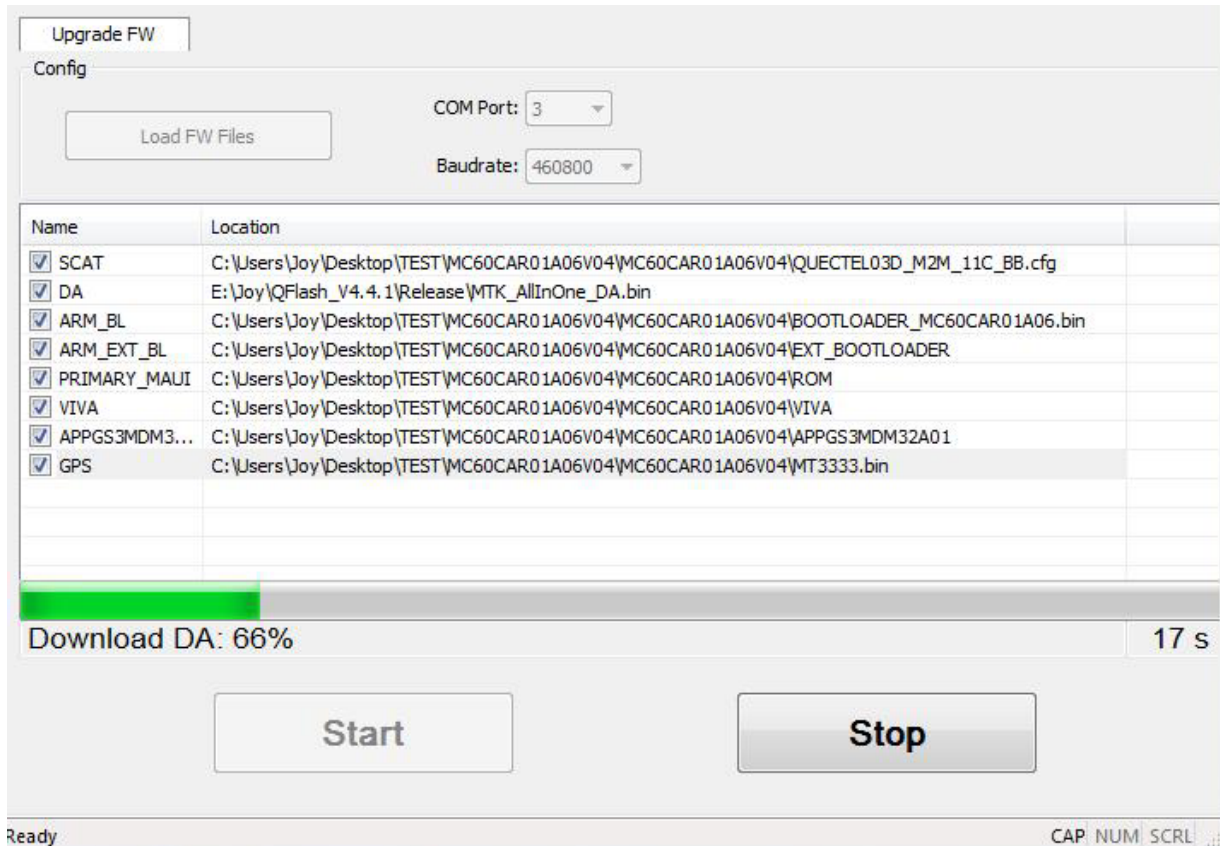 Upgrade FW
Config
Load FW Files
COM Port: 3
Baudrate: 460800
Name Location
SCAT C:\Users\Joy\Desktop\TEST\MC60CAR01A06V04\MC60CAR01A06V04\QUECTEL03D_M2M_11C_BB.cfg
DA E:\Joy\QFlash_V4.4.1\Release\MTK_AllInOne_DA.bin
ARM_BL C:\Users\Joy\Desktop\TEST\MC60CAR01A06V04\MC60CAR01A06V04\BOOTLOADER_MC60CAR01A06.bin
ARM_EXT_BL C:\Users\Joy\Desktop\TEST\MC60CAR01A06V04\MC60CAR01A06V04\EXT_BOOTLOADER
PRIMARY_MAUI C:\Users\Joy\Desktop\TEST\MC60CAR01A06V04\MC60CAR01A06V04\ROM
VIVA C:\Users\Joy\Desktop\TEST\MC60CAR01A06V04\MC60CAR01A06V04\VIVA
APPGS3MDM3... C:\Users\Joy\Desktop\TEST\MC60CAR01A06V04\MC60CAR01A06V04\APPGS3MDM32A01
GPS C:\Users\Joy\Desktop\TEST\MC60CAR01A06V04\MC60CAR01A06V04\MT3333.bin
Download DA: 66% 17 s
Start Stop
Ready CAP NUM SCRL